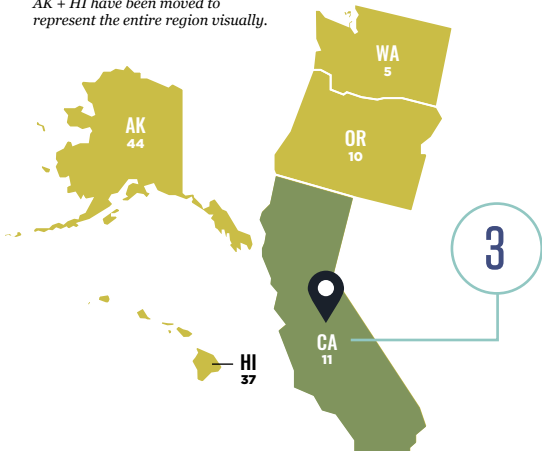 AK + HI have been moved to
represent the entire region visually.
WA
5
AK
44
OR
10
3
CA
11
HI
37